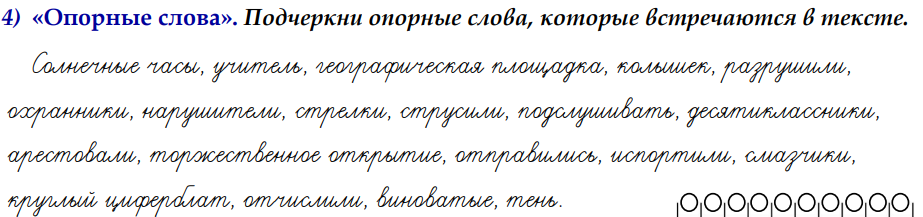 4) «Опорные слова». Подчеркни опорные слова, которые встречаются в тексте.
Солнечные часы, учитель, географическая площадка, колышек, разрушили,
охранники, нарушители, стрелки, струсили, подслушивать, десятиклассники,
арестовали, торжественное открытие, отправились, испортили, смазчики,
круглый циферблат, отчислили, виноватые, тень.